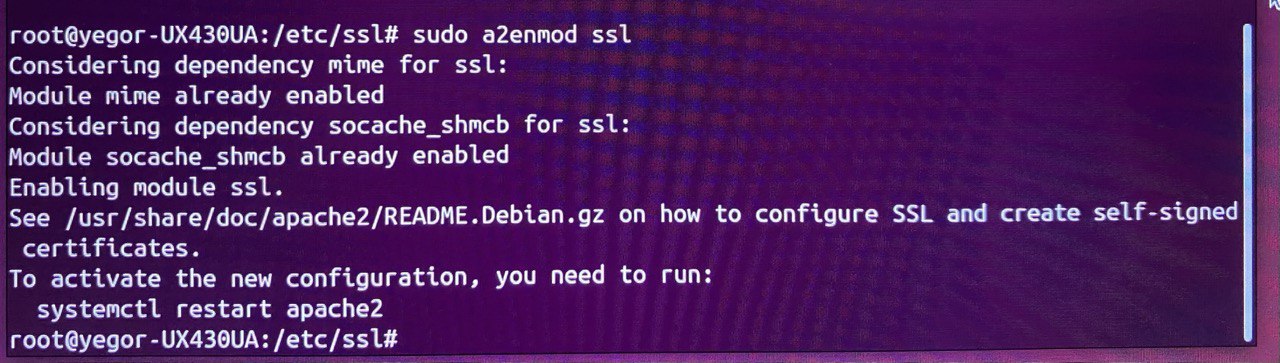 root@yegor-UX430UA:/etc/ssl# sudo a2enmod ssl
Considering dependency mime for ssl:
Module mime already enabled
Considering dependency socache_shmcb for ssl:
Module socache_shmcb already enabled
Enabling module ssl.
See /usr/share/doc/apache2/README.Debian.gz on how to configure SSL and create self-signed
 certificates.
To activate the new configuration, you need to run:
  systemctl restart apache2
root@yegor-UX430UA:/etc/ssl#